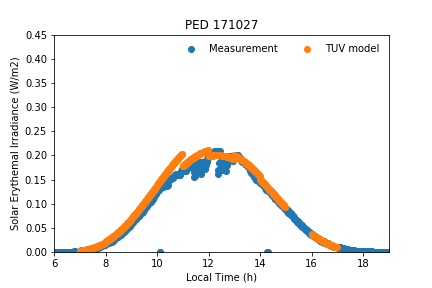 PED 171027
Solar Erythemal Irradiance (W/m2)
0.45
0.40
0.35
0.30
0.25
0.20
0.15
0.10
0.05
0.00
Measurement TUV model
6 8 10 12 14 16 18
Local Time (h)